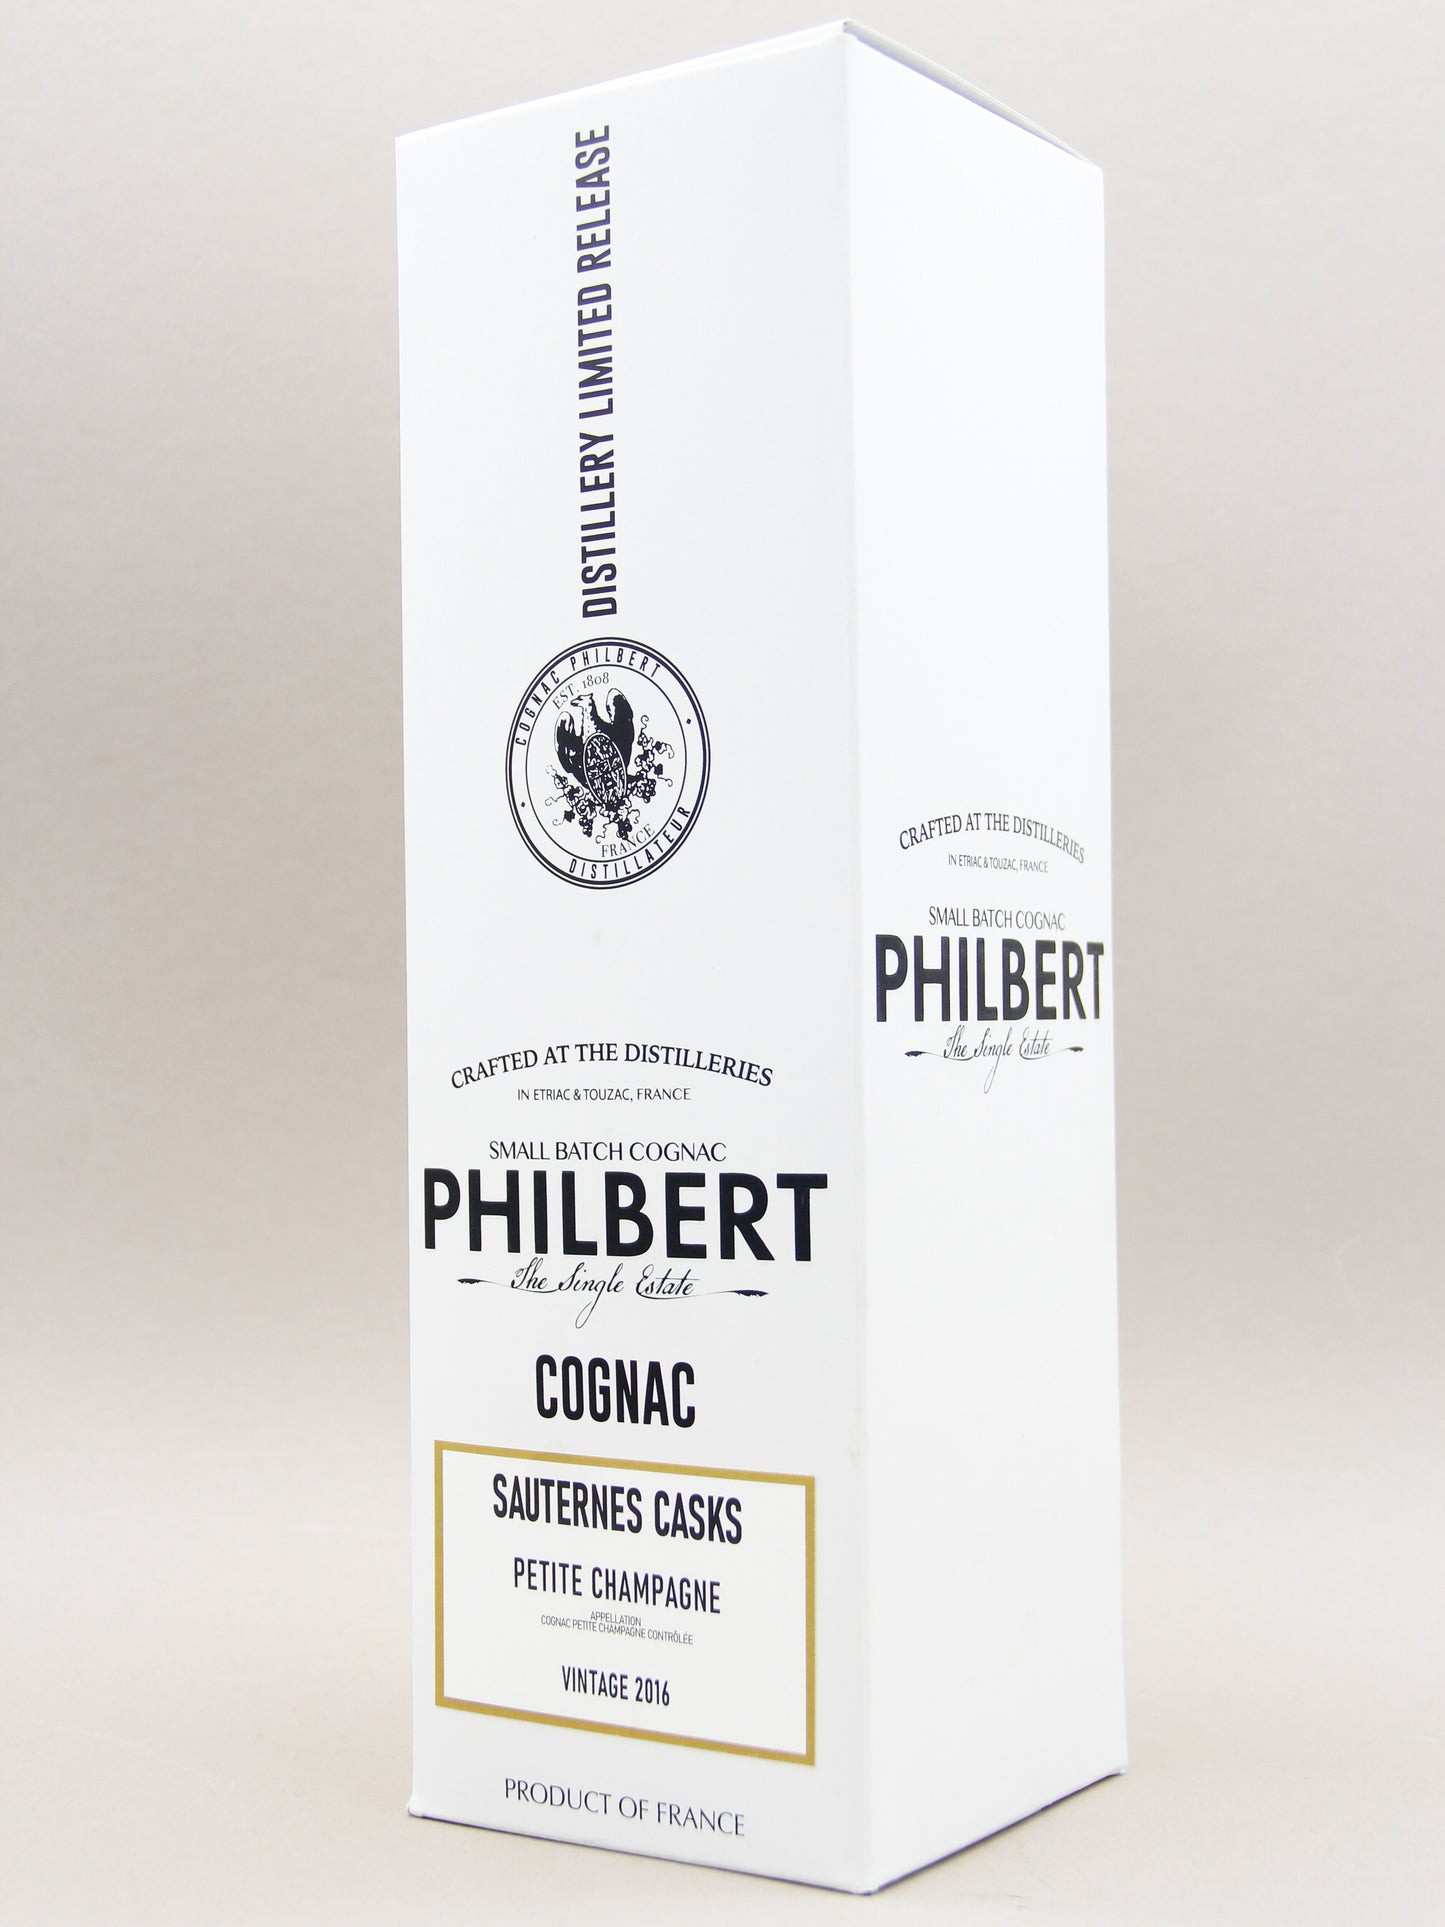 DISTILLERY LIMITED RELEASE
COGNAC PHILBERT
EST. 1808
FRANCE
DISTILLATEUR
CRAFTED AT THE DISTILLERIES
IN ETRIAC & TOUZAC, FRANCE
SMALL BATCH COGNAC
PHILBERT
The Single Estate
COGNAC
SAUTERNES CASKS
PETITE CHAMPAGNE
APPELLATION
COGNAC PETITE CHAMPAGNE CONTRÔLÉE
VINTAGE 2016
PRODUCT OF FRANCE
CRAFTED AT THE DISTILLERIES
IN ETRIAC & TOUZAC, FRANCE
SMALL BATCH COGNAC
PHILBERT
The Single Estate